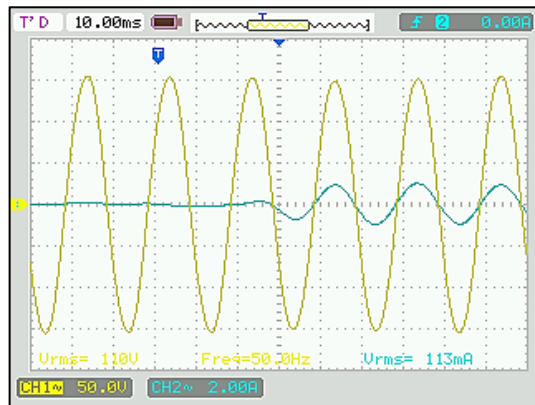 T'D 10.00ms T 2 0.00A
T
Vrms= 110V Freq=50.0Hz Vrms= 113mA
CH1~ 50.0V CH2~ 2.00A